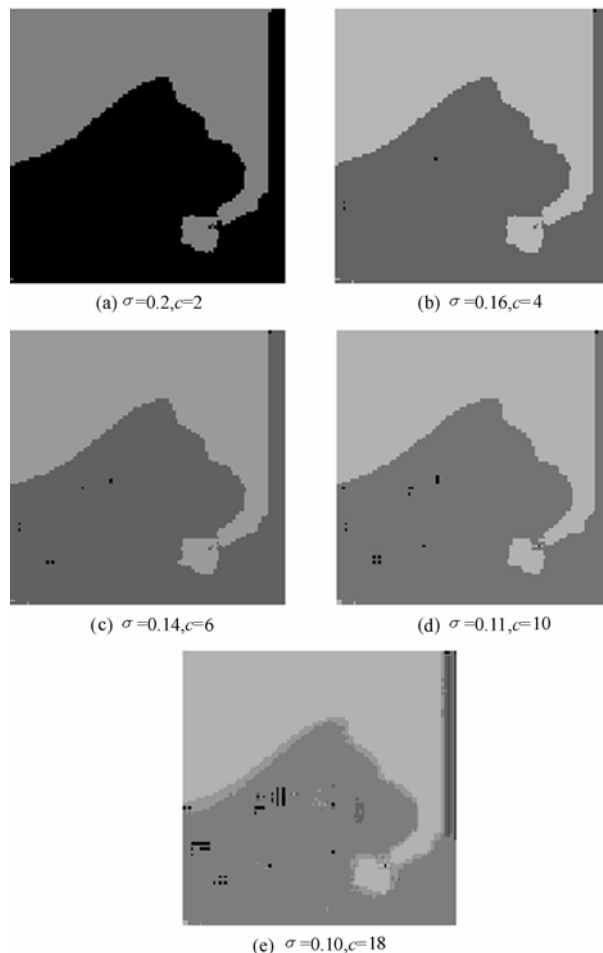 (a) σ=0.2,c=2
(b) σ=0.16,c=4
(c) σ=0.14,c=6
(d) σ=0.11,c=10
(e) σ=0.10,c=18